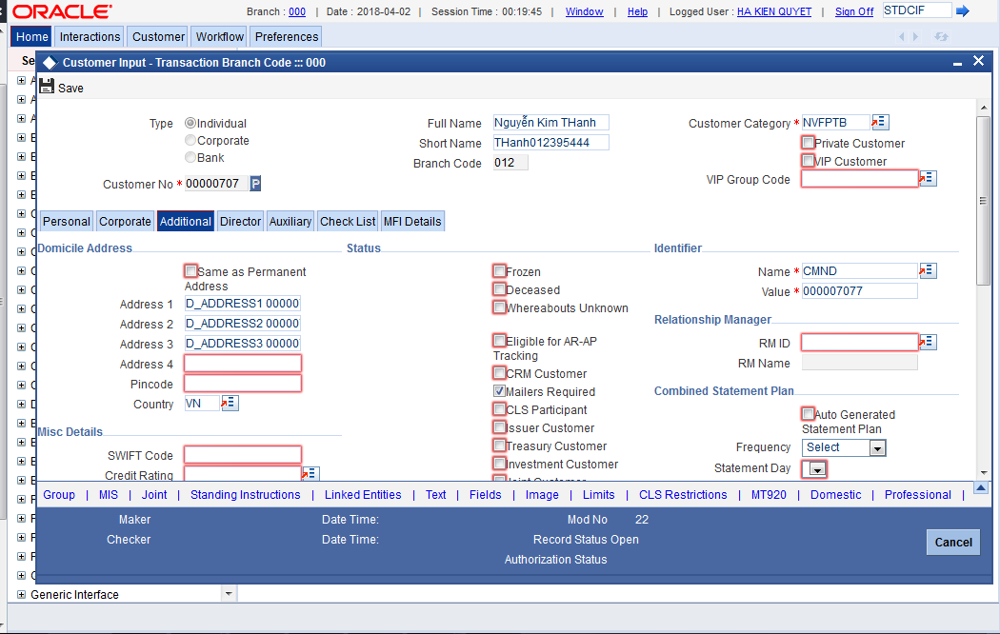 ORACLE
Branch : 000 | Date : 2018-04-02 | Session Time : 00:19:45 | Window | Help | Logged User : HA KIEN QUYET | Sign Off STDCIF
Home Interactions Customer Workflow Preferences
Se
Customer Input - Transaction Branch Code ::: 000
Save
Type Individual Full Name Nguyễn Kim THanh Customer Category * NVFPTB
Corporate Short Name THanh012395444 Private Customer
Bank Branch Code 012 VIP Customer
Customer No * 00000707 P VIP Group Code
Personal Corporate Additional Director Auxiliary Check List MFI Details
Domicile Address Status Identifier
Same as Permanent Address Frozen Name * CMND
Deceased Value * 000007077
Address 1 D_ADDRESS1 00000 Whereabouts Unknown
Address 2 D_ADDRESS2 00000 Relationship Manager
Address 3 D_ADDRESS3 00000 Eligible for AR-AP Tracking RM ID
Address 4 CRM Customer RM Name
Pincode Mailers Required Combined Statement Plan
Country VN CLS Participant Auto Generated Statement Plan
Misc Details Issuer Customer
SWIFT Code Treasury Customer Frequency Select
Credit Rating Investment Customer Statement Day
Joint Customer
Group | MIS | Joint | Standing Instructions | Linked Entities | Text | Fields | Image | Limits | CLS Restrictions | MT920 | Domestic | Professional |
Maker Date Time: Mod No 22
Checker Date Time: Record Status Open
Authorization Status
Cancel
Generic Interface